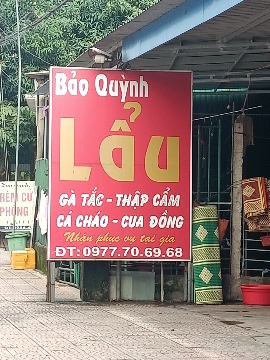 Bảo Quỳnh
Lẩu
GÀ TẮC - THẬP CẨM
CÁ CHÁO - CUA ĐỒNG
Nhận phục vụ tại gia
ĐT: 0977.70.69.68